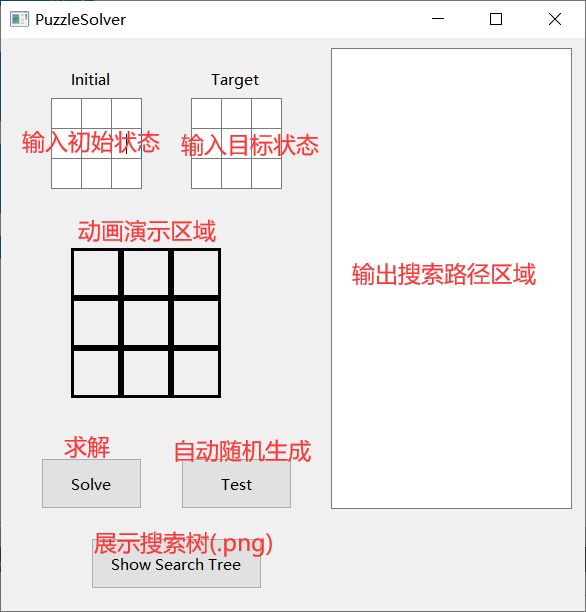 PuzzleSolver
Initial
Target
输入初始状态
输入目标状态
动画演示区域
输出搜索路径区域
求解
自动随机生成
Solve
Test
展示搜索树(.png)
Show Search Tree